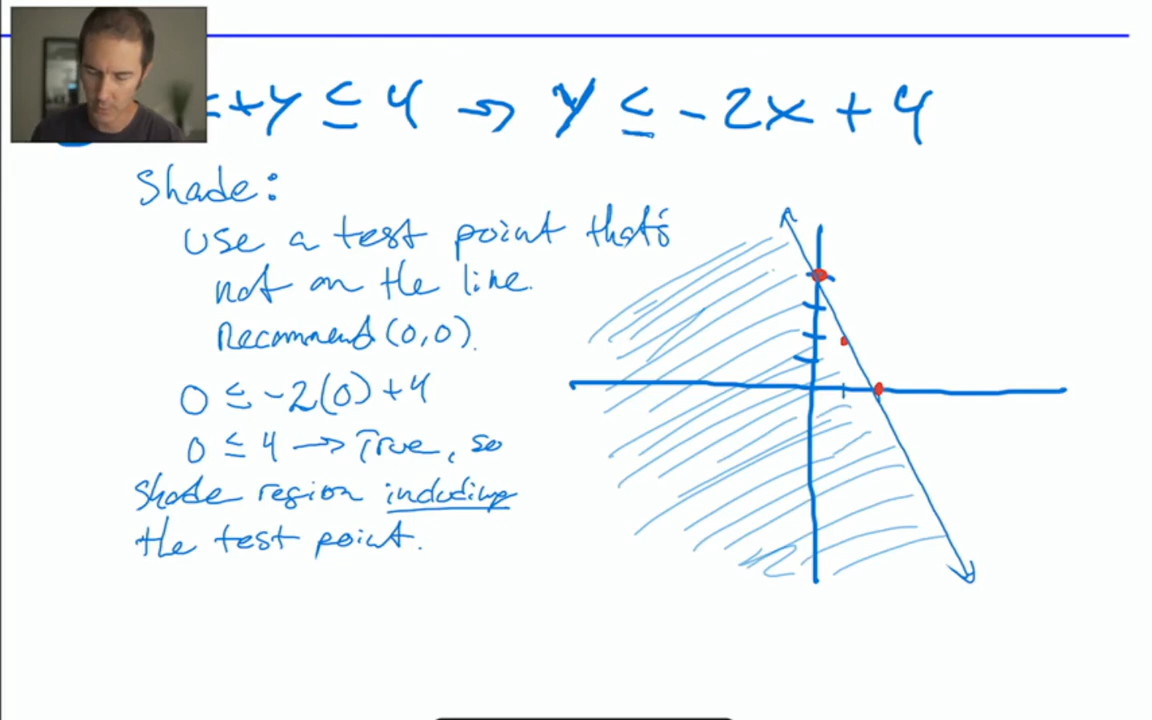 +y ≤ 4 → y ≤ -2x + 4
Shade:
Use a test point that's
not on the line.
Recommend (0,0).
0 ≤ -2(0) + 4
0 ≤ 4 → True, so
shade region including
the test point.